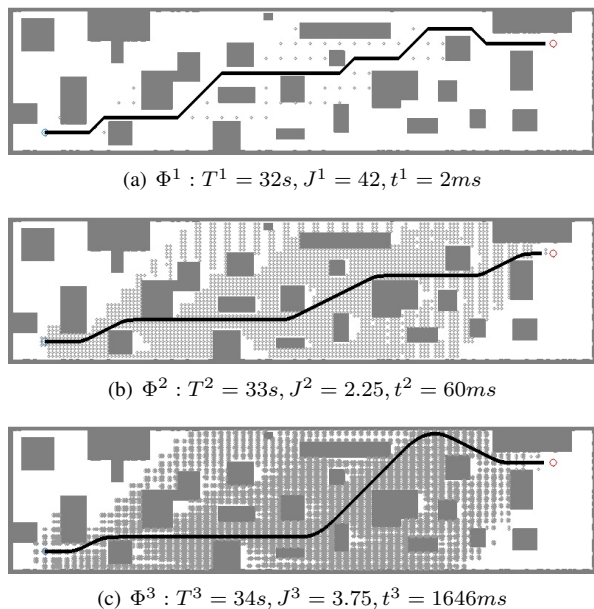 (a) Φ¹ : T¹ = 32s, J¹ = 42, t¹ = 2ms
(b) Φ² : T² = 33s, J² = 2.25, t² = 60ms
(c) Φ³ : T³ = 34s, J³ = 3.75, t³ = 1646ms